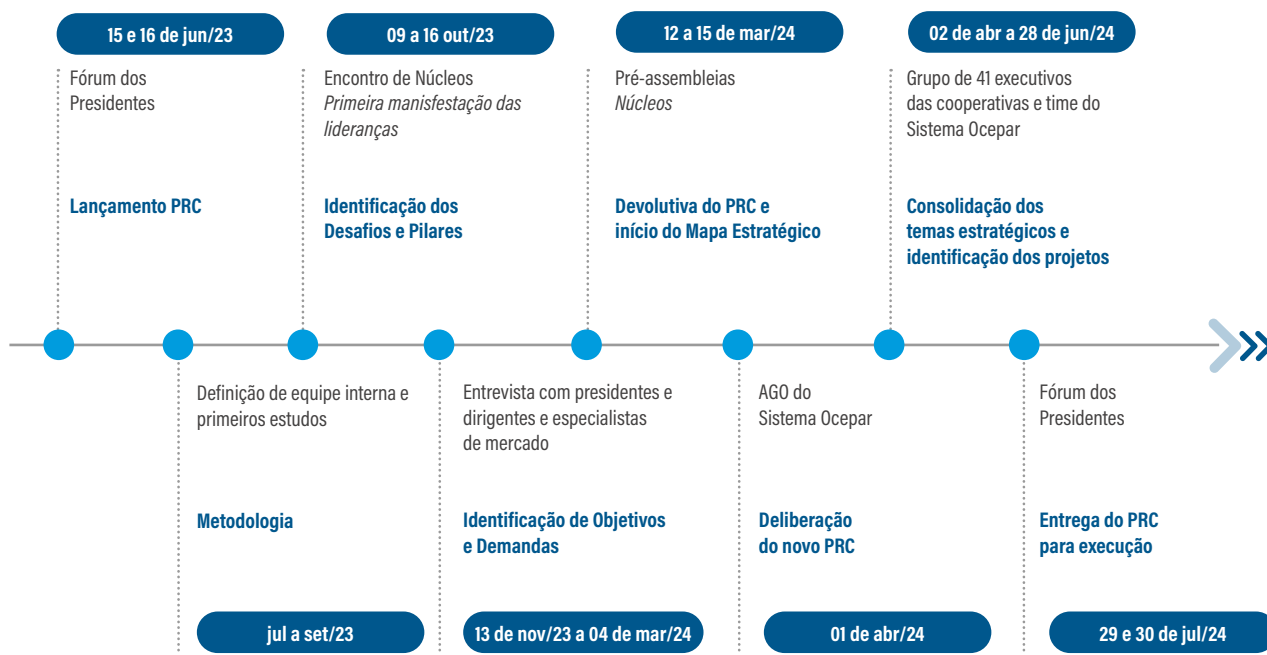 15 e 16 de jun/23
Fórum dos
Presidentes
Lançamento PRC
09 a 16 out/23
Encontro de Núcleos
Primeira manisfestação das
lideranças
Identificação dos
Desafios e Pilares
12 a 15 de mar/24
Pré-assembleias
Núcleos
Devolutiva do PRC e
início do Mapa Estratégico
02 de abr a 28 de jun/24
Grupo de 41 executivos
das cooperativas e time do
Sistema Ocepar
Consolidação dos
temas estratégicos e
identificação dos projetos
Definição de equipe interna e
primeiros estudos
Metodologia
jul a set/23
Entrevista com presidentes e
dirigentes e especialistas
de mercado
Identificação de Objetivos
e Demandas
13 de nov/23 a 04 de mar/24
AGO do
Sistema Ocepar
Deliberação
do novo PRC
01 de abr/24
Fórum dos
Presidentes
Entrega do PRC
para execução
29 e 30 de jul/24